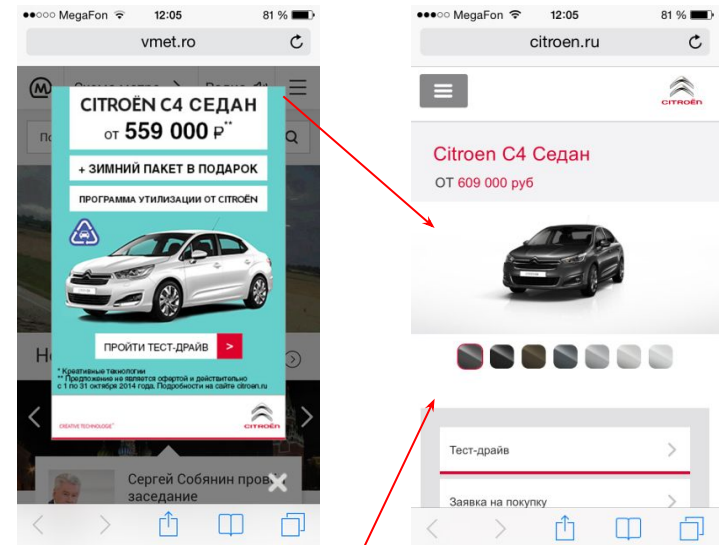 MegaFon 12:05 81 %
vmet.ro
CITROËN C4 СЕДАН
от 559 000 ₽**
+ ЗИМНИЙ ПАКЕТ В ПОДАРОК
ПРОГРАММА УТИЛИЗАЦИИ ОТ CITROËN
ПРОЙТИ ТЕСТ-ДРАЙВ >
* Креативные технологии
** Предложение не является офертой и действительно
с 1 по 31 октября 2014 года. Подробности на сайте citroen.ru
CREATIVE TECHNOLOGIE*
CITROËN
Сергей Собянин провел
заседание
MegaFon 12:05 81 %
citroen.ru
CITROËN
Citroen C4 Седан
ОТ 609 000 руб
Тест-драйв
Заявка на покупку